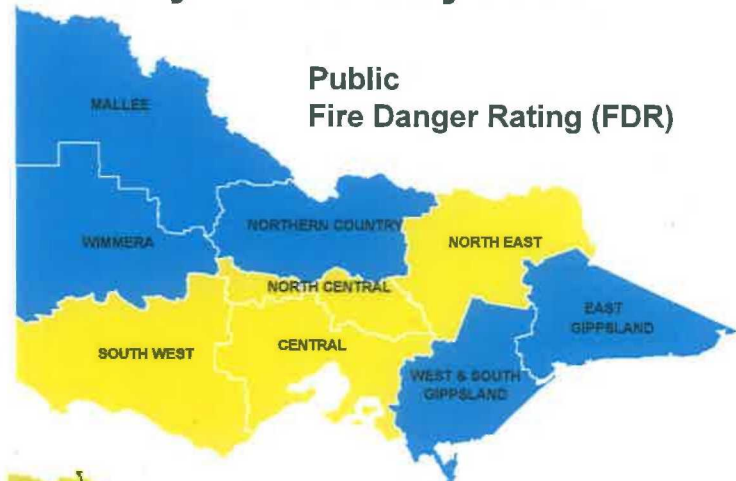 Public
Fire Danger Rating (FDR)
MALLEE
WIMMERA
NORTHERN COUNTRY
NORTH EAST
NORTH CENTRAL
EAST
GIPPSLAND
SOUTH WEST
CENTRAL
WEST & SOUTH
GIPPSLAND